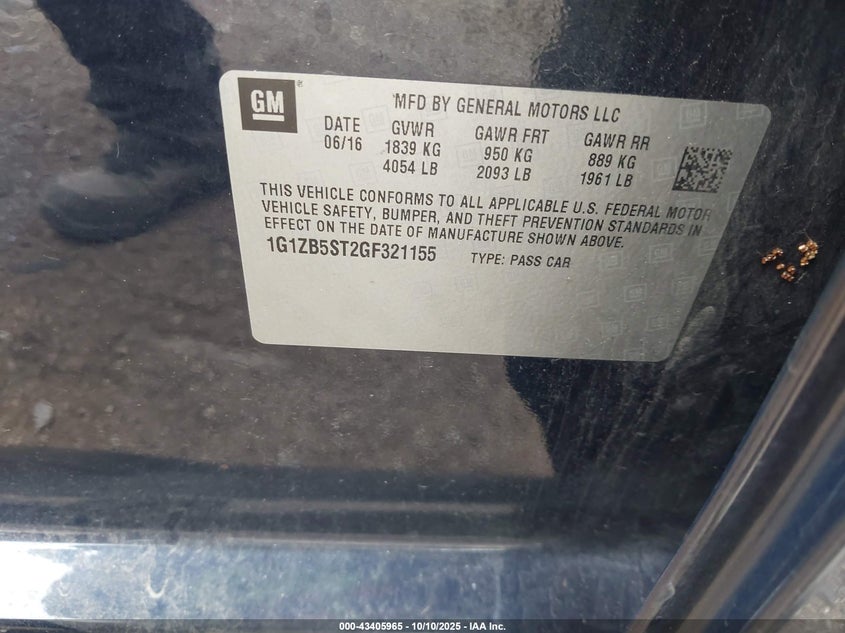 GM®
MFD BY GENERAL MOTORS LLC
DATE GVWR GAWR FRT GAWR RR
06/16 1839 KG 950 KG 889 KG
4054 LB 2093 LB 1961 LB
THIS VEHICLE CONFORMS TO ALL APPLICABLE U.S. FEDERAL MOTOR
VEHICLE SAFETY, BUMPER, AND THEFT PREVENTION STANDARDS IN
EFFECT ON THE DATE OF MANUFACTURE SHOWN ABOVE.
1G1ZB5ST2GF321155 TYPE: PASS CAR
000-43405965 - 10/10/2025 - IAA Inc.